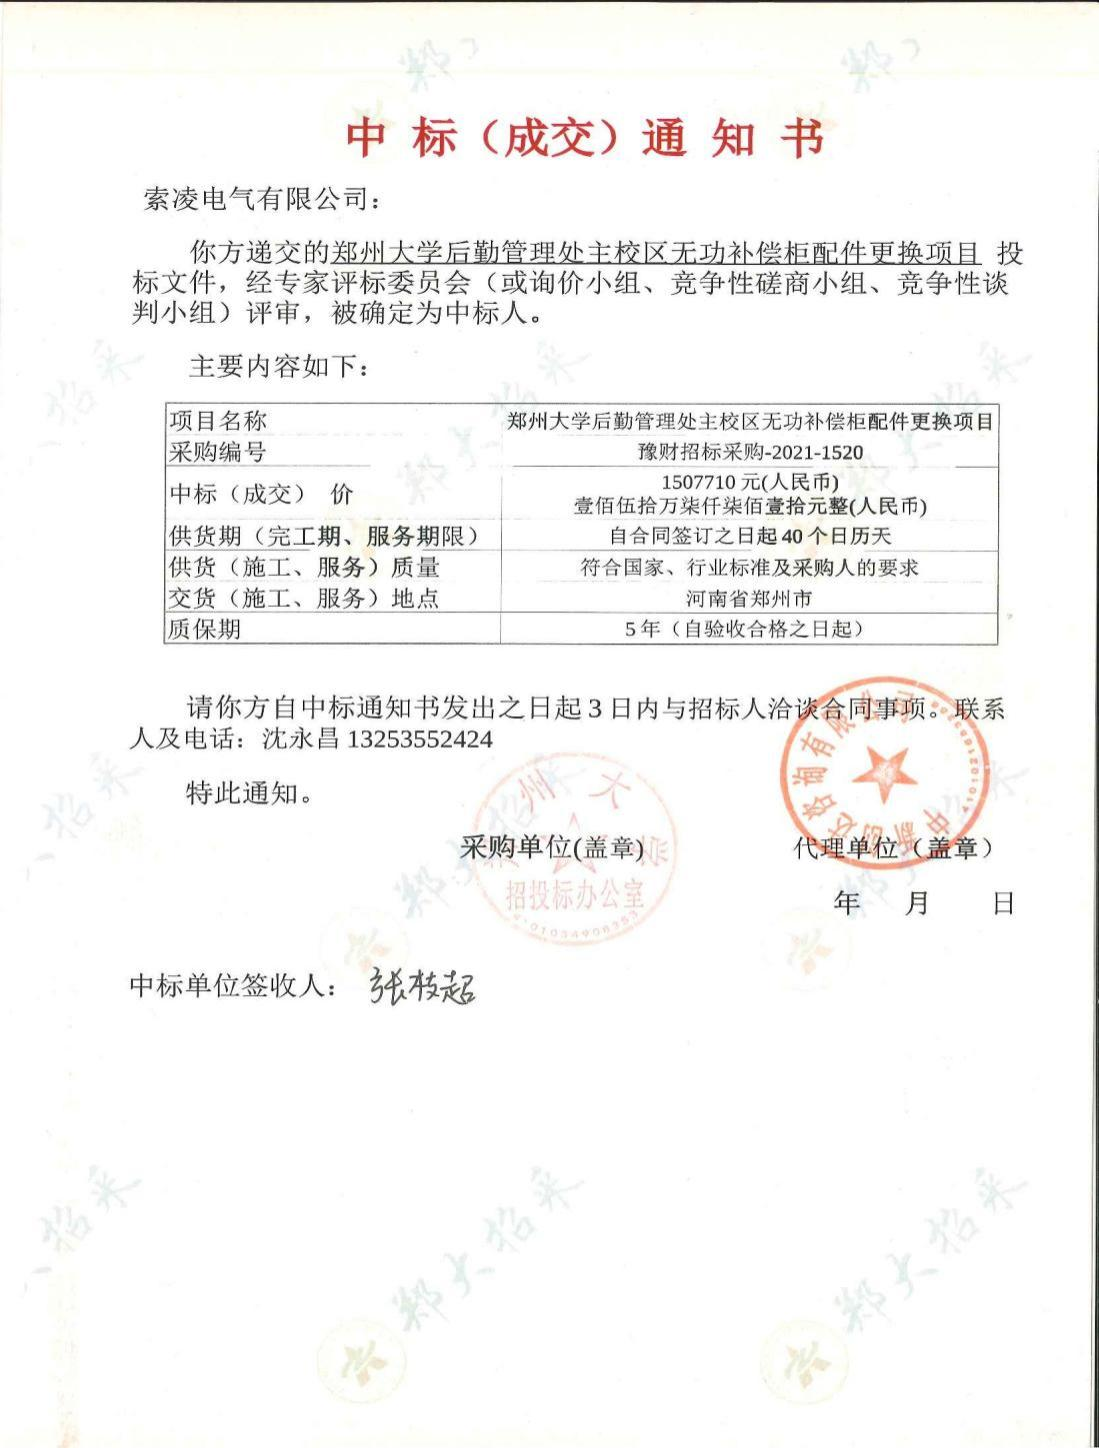 中 标（成交）通 知 书
索凌电气有限公司：
你方递交的郑州大学后勤管理处主校区无功补偿柜配件更换项目 投
标文件，经专家评标委员会（或询价小组、竞争性磋商小组、竞争性谈
判小组）评审，被确定为中标人。
主要内容如下：
项目名称 郑州大学后勤管理处主校区无功补偿柜配件更换项目
采购编号 豫财招标采购-2021-1520
中标（成交） 价 1507710 元(人民币)
壹佰伍拾万柒仟柒佰壹拾元整(人民币)
供货期（完工期、服务期限） 自合同签订之日起 40 个日历天
供货（施工、服务）质量 符合国家、行业标准及采购人的要求
交货（施工、服务）地点 河南省郑州市
质保期 5 年（自验收合格之日起）
请你方自中标通知书发出之日起 3 日内与招标人洽谈合同事项。联系
人及电话：沈永昌 13253552424
特此通知。
采购单位(盖章) 代理单位（盖章）
招投标办公室
年 月 日
中标单位签收人： 张枝超